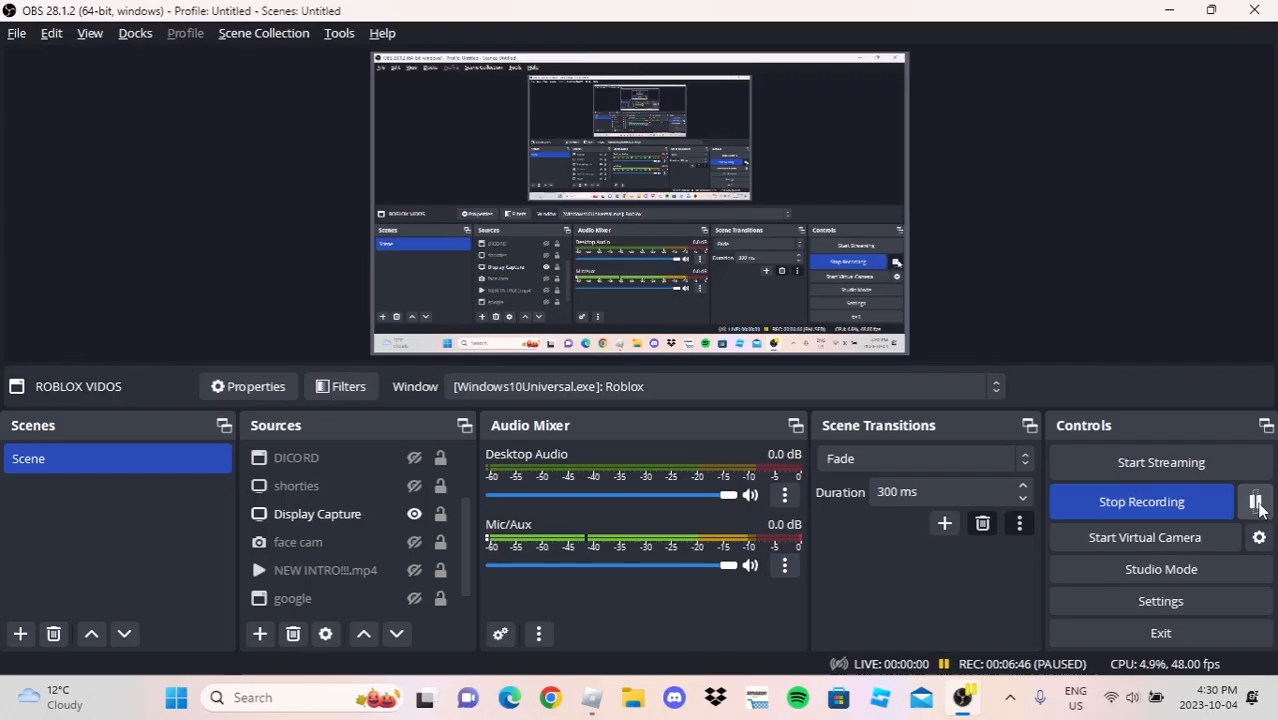 OBS 28.1.2 (64-bit, windows) - Profile: Untitled - Scenes: Untitled
File Edit View Docks Profile Scene Collection Tools Help
ROBLOX VIDOS Properties Filters Window [Windows10Universal.exe]: Roblox
Scenes Sources Audio Mixer Scene Transitions Controls
Scene
DICORD
shorties
Display Capture
face cam
NEW INTRO!!!.mp4
google
Desktop Audio 0.0 dB
-60 -55 -50 -45 -40 -35 -30 -25 -20 -15 -10 -5 0
Mic/Aux 0.0 dB
-60 -55 -50 -45 -40 -35 -30 -25 -20 -15 -10 -5 0
Fade
Duration 300 ms
Start Streaming
Stop Recording
Start Virtual Camera
Studio Mode
Settings
Exit
LIVE: 00:00:00 REC: 00:06:46 (PAUSED) CPU: 4.9%, 48.00 fps
12°C
Cloudy
Search
amazon
ENG
US
4:30 PM
2023-10-04